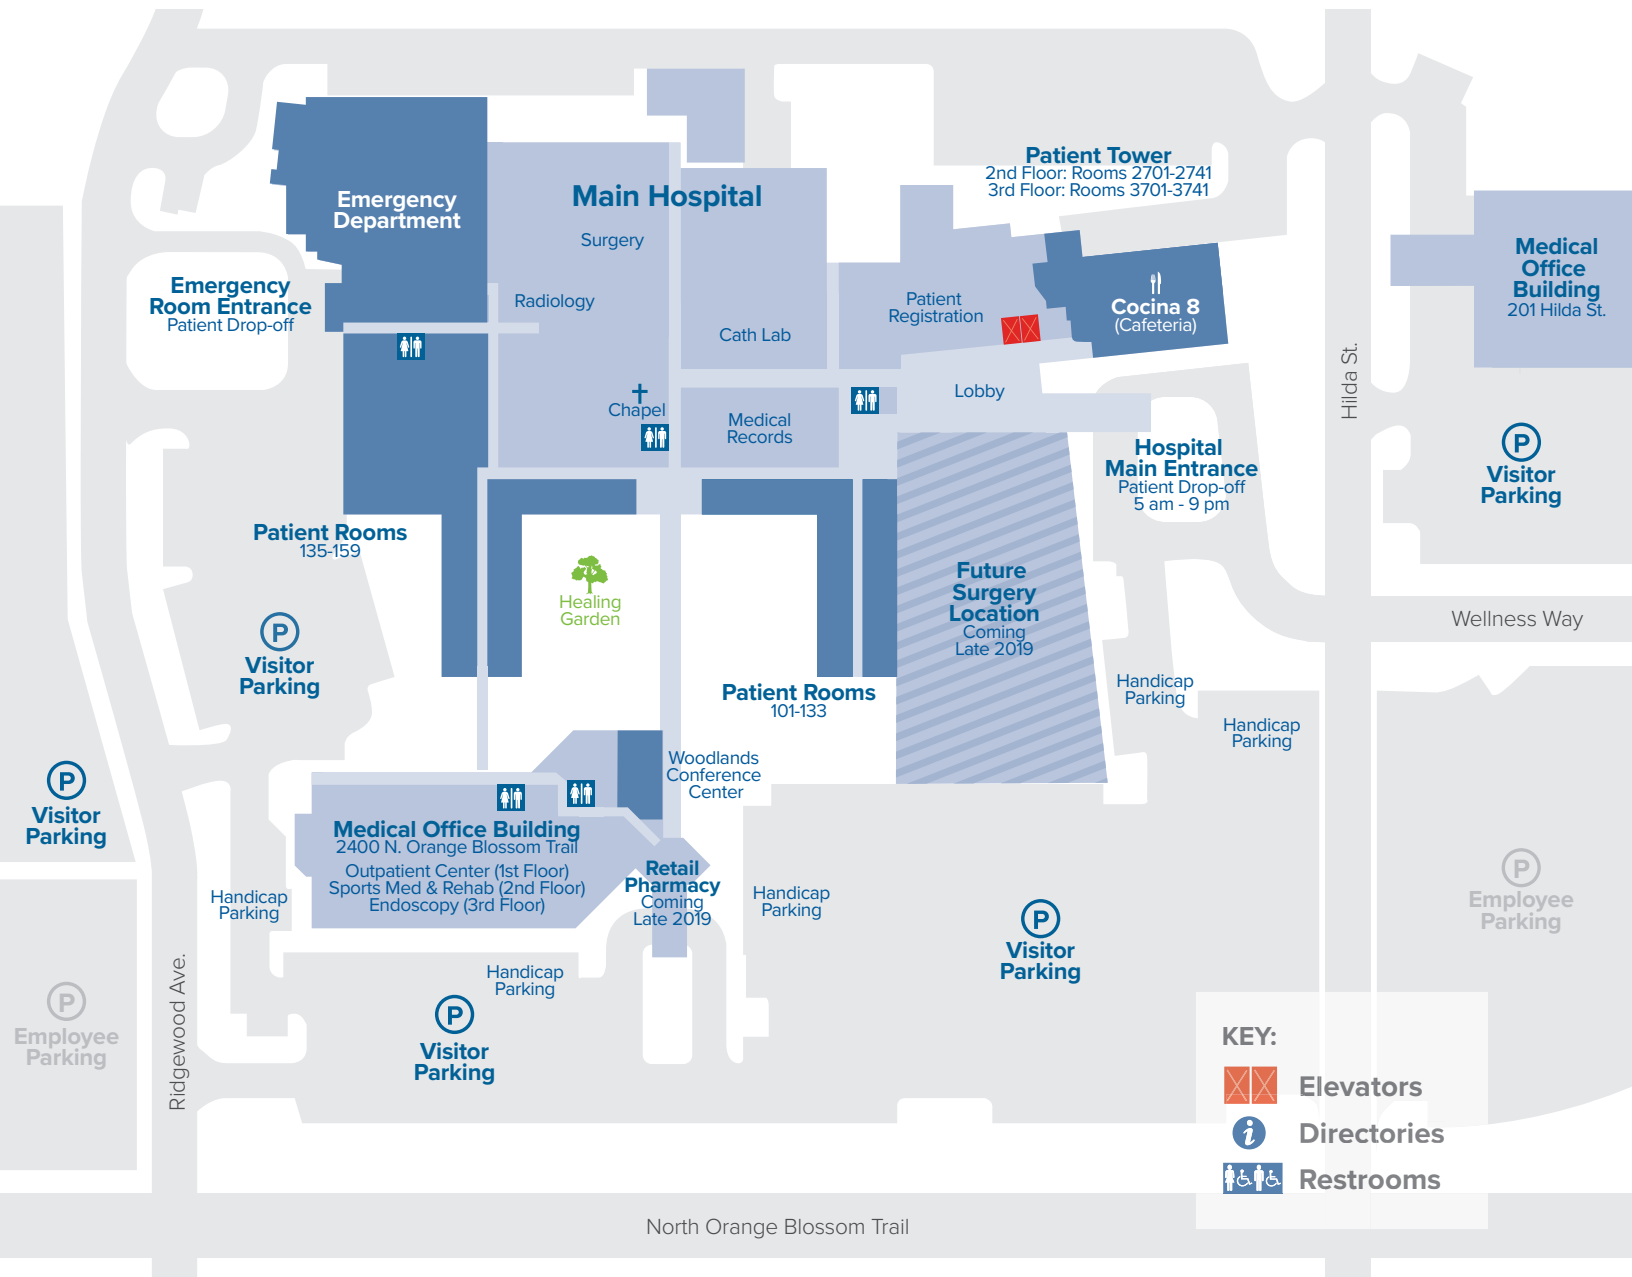 Patient Tower
2nd Floor: Rooms 2701-2741
3rd Floor: Rooms 3701-3741
Main Hospital
Emergency
Department
Surgery
Medical
Office
Building
201 Hilda St.
Emergency
Room Entrance
Patient Drop-off
Radiology
Patient
Registration
Cocina 8
(Cafeteria)
Cath Lab
Hilda St.
Lobby
Chapel
Medical
Records
Hospital
Main Entrance
Patient Drop-off
5 am - 9 pm
P
Visitor
Parking
Patient Rooms
135-159
Healing
Garden
Future
Surgery
Location
Coming
Late 2019
Wellness Way
P
Visitor
Parking
Patient Rooms
101-133
Handicap
Parking
Handicap
Parking
P
Visitor
Parking
Woodlands
Conference
Center
Medical Office Building
2400 N. Orange Blossom Trail
Outpatient Center (1st Floor)
Sports Med & Rehab (2nd Floor)
Endoscopy (3rd Floor)
Retail
Pharmacy
Coming
Late 2019
Handicap
Parking
Handicap
Parking
P
Visitor
Parking
P
Employee
Parking
Handicap
Parking
P
Visitor
Parking
P
Employee
Parking
Ridgewood Ave.
KEY:
Elevators
i
Directories
Restrooms
North Orange Blossom Trail